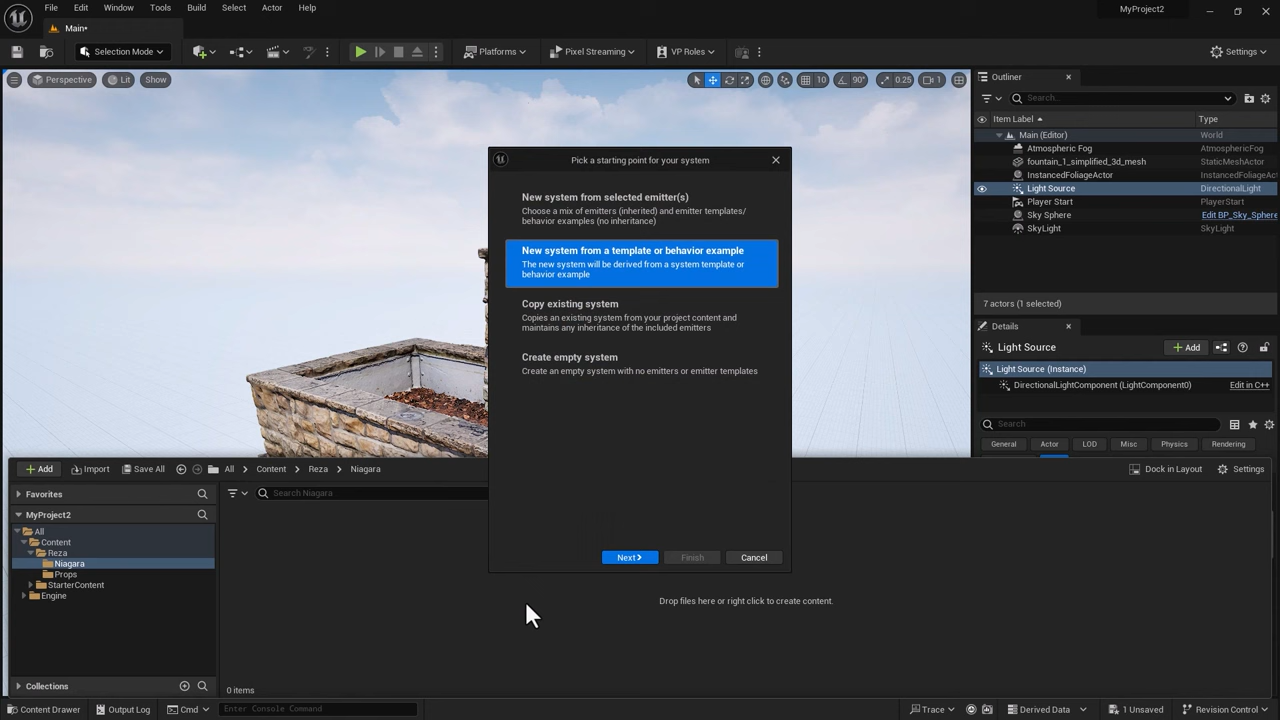 File Edit Window Tools Build Select Actor Help
MyProject2
Main*
Selection Mode
Platforms
Pixel Streaming
VP Roles
Settings
Perspective
Lit
Show
10
90°
0.25
1
Outliner
Search...
Item Label
Type
Main (Editor)
World
Atmospheric Fog
AtmosphericFog
fountain_1_simplified_3d_mesh
StaticMeshActor
InstancedFoliageActor
InstancedFoliageAct
Light Source
DirectionalLight
Player Start
PlayerStart
Sky Sphere
Edit BP_Sky_Sphere
SkyLight
SkyLight
7 actors (1 selected)
Details
Light Source
Add
Light Source (Instance)
DirectionalLightComponent (LightComponent0)
Edit in C++
Search
General
Actor
LOD
Misc
Physics
Rendering
Pick a starting point for your system
New system from selected emitter(s)
Choose a mix of emitters (inherited) and emitter templates/
behavior examples (no inheritance)
New system from a template or behavior example
The new system will be derived from a system template or
behavior example
Copy existing system
Copies an existing system from your project content and
maintains any inheritance of the included emitters
Create empty system
Create an empty system with no emitters or emitter templates
Next
Finish
Cancel
Add
Import
Save All
All
Content
Reza
Niagara
Dock in Layout
Settings
Favorites
Search Niagara
MyProject2
All
Content
Reza
Niagara
Props
StarterContent
Engine
Drop files here or right click to create content.
Collections
0 items
Content Drawer
Output Log
Cmd
Enter Console Command
Trace
Derived Data
1 Unsaved
Revision Control